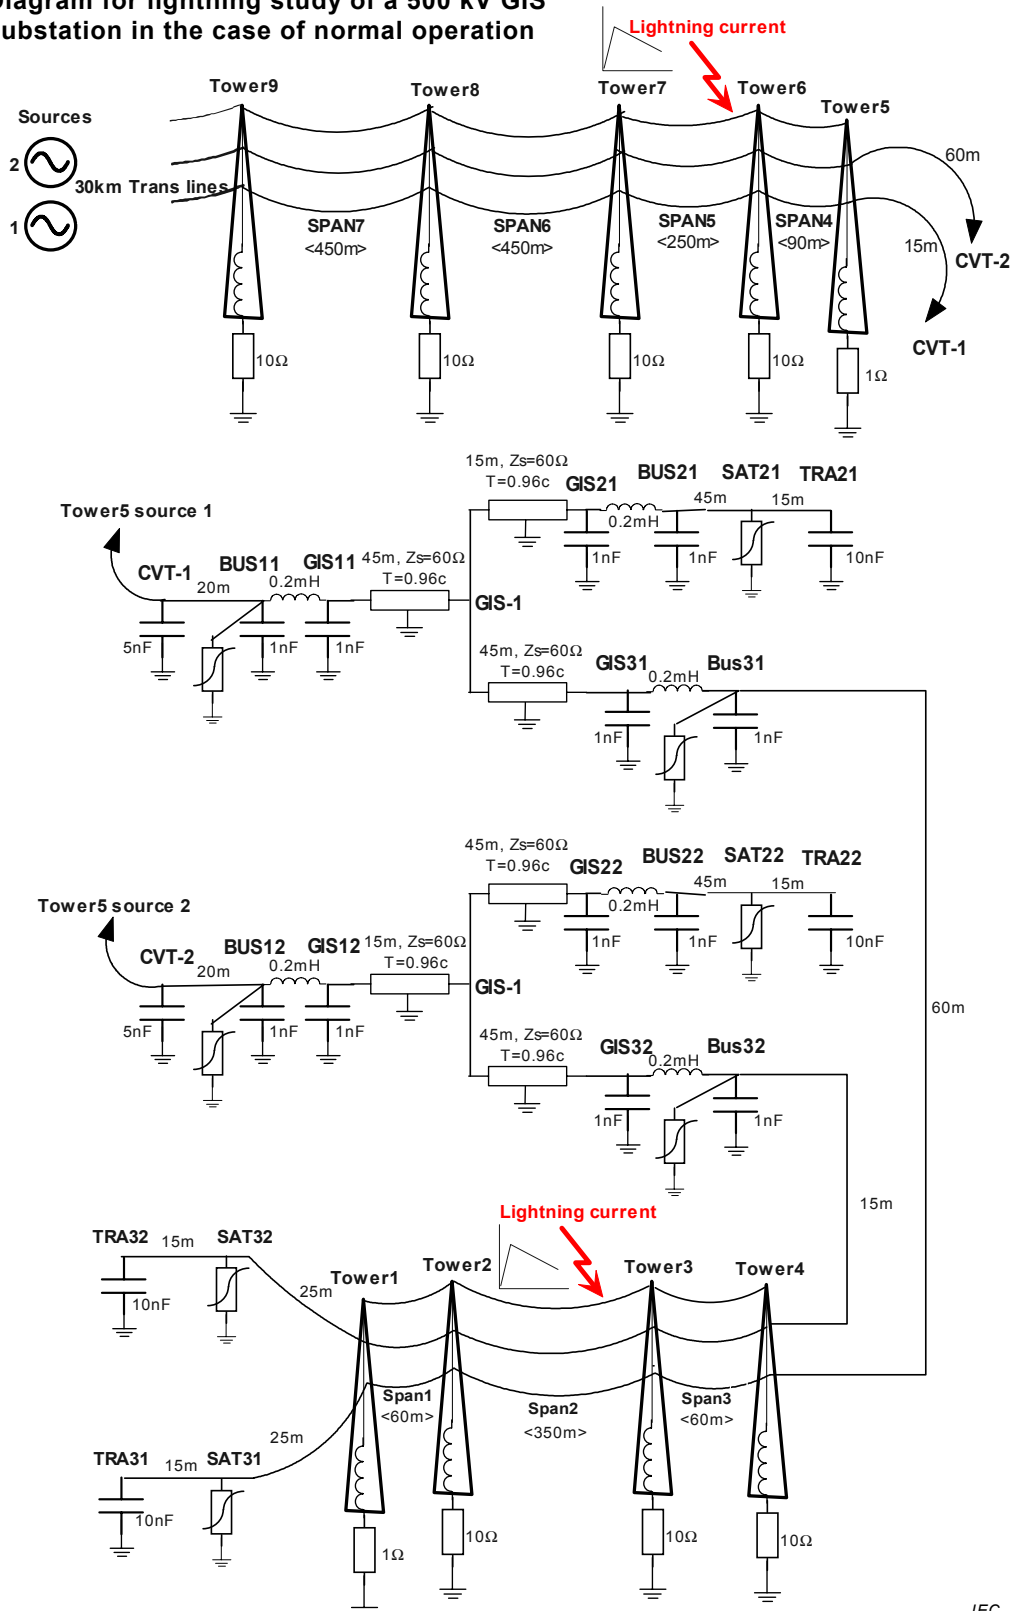 Diagram for lightning study of a 500 kV GIS
substation in the case of normal operation
Lightning current
Tower9
Tower8
Tower7
Tower6
Tower5
Sources
2
30km Trans lines
1
60m
SPAN7
<450m>
SPAN6
<450m>
SPAN5
<250m>
SPAN4
<90m>
15m
CVT-2
CVT-1
10Ω
10Ω
10Ω
10Ω
1Ω
15m, Zs=60Ω
T=0.96c
GIS21
BUS21
SAT21
TRA21
45m
15m
0.2mH
1nF
1nF
10nF
Tower5 source 1
CVT-1
20m
BUS11
0.2mH
GIS11
45m, Zs=60Ω
T=0.96c
GIS-1
5nF
1nF
1nF
45m, Zs=60Ω
T=0.96c
GIS31
0.2mH
Bus31
1nF
1nF
45m, Zs=60Ω
T=0.96c
GIS22
BUS22
SAT22
TRA22
45m
15m
0.2mH
1nF
1nF
10nF
Tower5 source 2
CVT-2
20m
BUS12
0.2mH
GIS12
15m, Zs=60Ω
T=0.96c
GIS-1
5nF
1nF
1nF
60m
45m, Zs=60Ω
T=0.96c
GIS32
0.2mH
Bus32
1nF
1nF
15m
Lightning current
TRA32
15m
SAT32
10nF
25m
Tower1
Tower2
Tower3
Tower4
Span1
<60m>
Span2
<350m>
Span3
<60m>
25m
TRA31
15m
SAT31
10nF
1Ω
10Ω
10Ω
10Ω
IEC